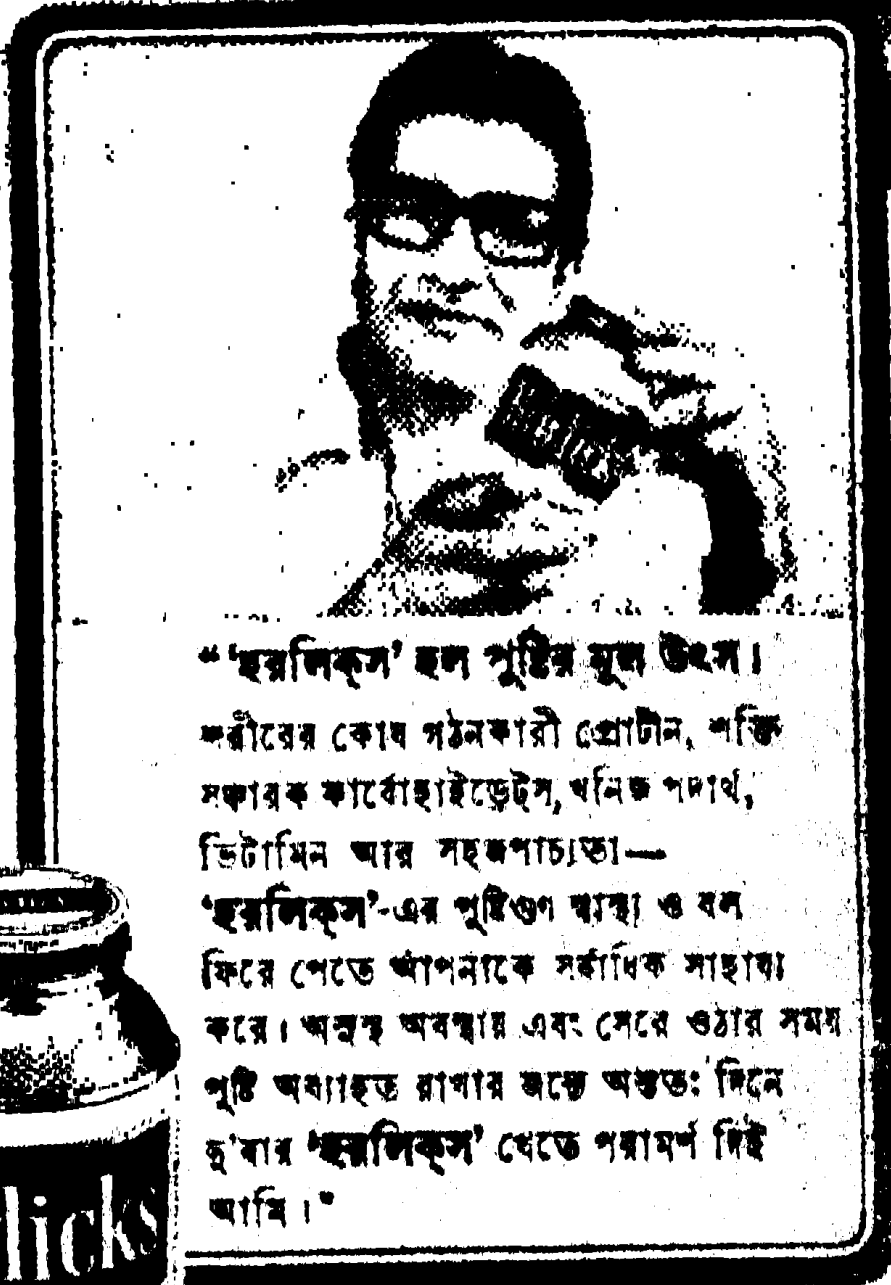 “‘হরলিক্‌স’ হল পুষ্টির মূল উৎস।
শরীরের কোষ গঠনকারী প্রোটীন, শক্তি
সঞ্চারক কার্বোহাইড্রেট্‌স, খনিজ পদার্থ,
ভিটামিন আর সহজপাচ্যতা—
‘হরলিক্‌স’-এর পুষ্টিগুণ স্বাস্থ্য ও বল
ফিরে পেতে আপনাকে সর্বাধিক সাহায্য
করে। অসুস্থ অবস্থায় এবং সেরে ওঠার সময়
পুষ্টি অব্যাহত রাখার জন্যে অন্ততঃ দিনে
দু'বার ‘হরলিক্‌স’ খেতে পরামর্শ দিই
আমি।”
licks